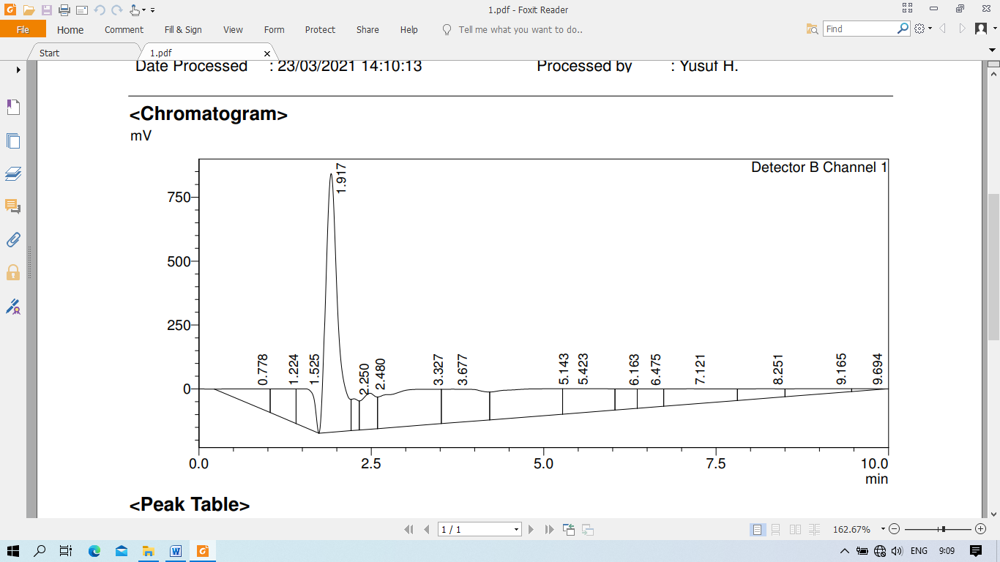 1.pdf - Foxit Reader
File Home Comment Fill & Sign View Form Protect Share Help Tell me what you want to do.. Find
Start 1.pdf
Date Processed : 23/03/2021 14:10:13 Processed by : Yusuf H.
<Chromatogram>
mV
Detector B Channel 1
750
500
250
0
0.778
1.224
1.525
1.917
2.250
2.480
3.327
3.677
5.143
5.423
6.163
6.475
7.121
8.251
9.165
9.694
0.0 2.5 5.0 7.5 10.0
min
<Peak Table>
1 / 1 162.67%
ENG 9:09